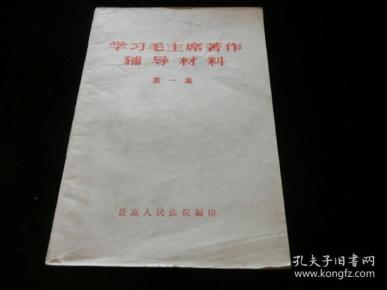 学习毛主席著作
辅导材料
第一集
最高人民法院编印
孔夫子旧书网
www.kongfz.com